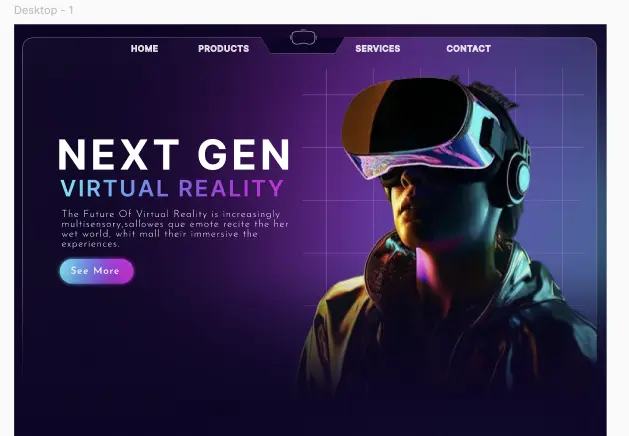 Desktop - 1
HOME PRODUCTS SERVICES CONTACT
NEXT GEN
VIRTUAL REALITY
The Future Of Virtual Reality is increasingly
multisensory,sallowes que emote recite the her
wet world, whit mall their immersive the
experiences.
See More